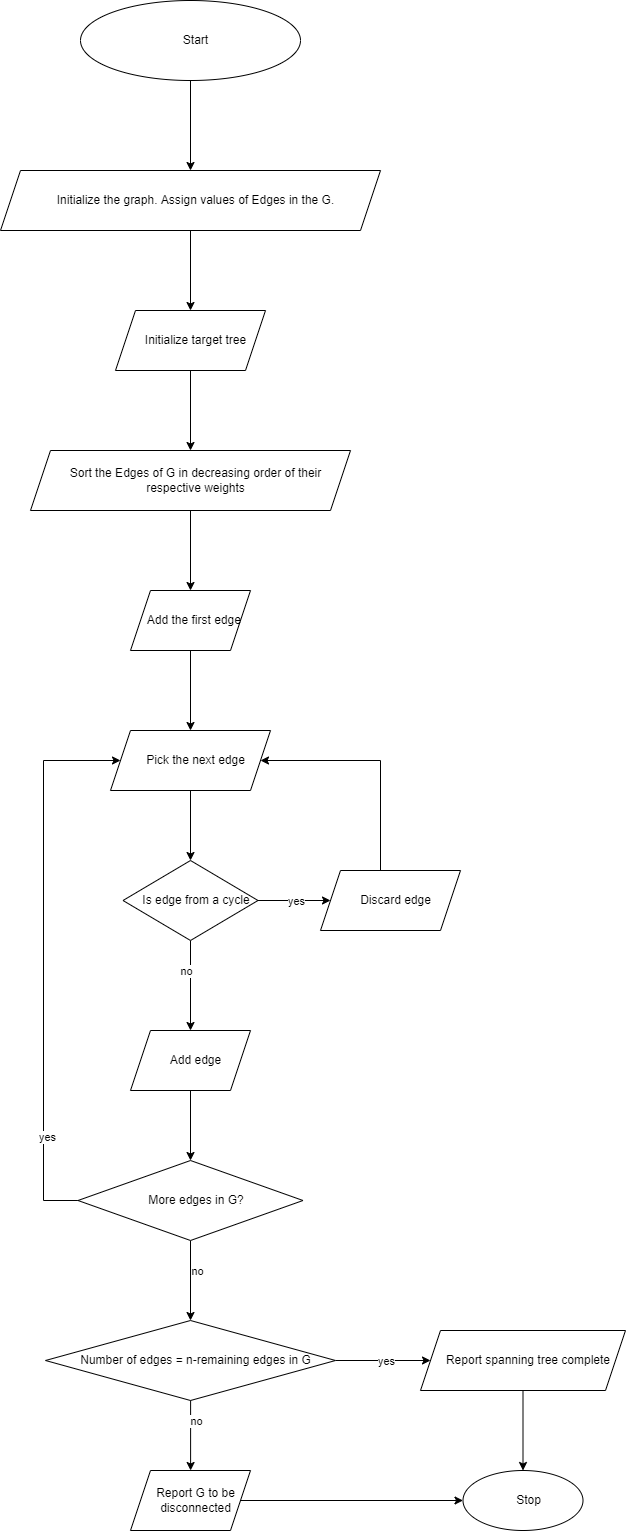 Start
Initialize the graph. Assign values of Edges in the G.
Initialize target tree
Sort the Edges of G in decreasing order of their
respective weights
Add the first edge
Pick the next edge
Is edge from a cycle
yes
Discard edge
no
Add edge
yes
More edges in G?
no
Number of edges = n-remaining edges in G
yes
Report spanning tree complete
no
Report G to be
disconnected
Stop